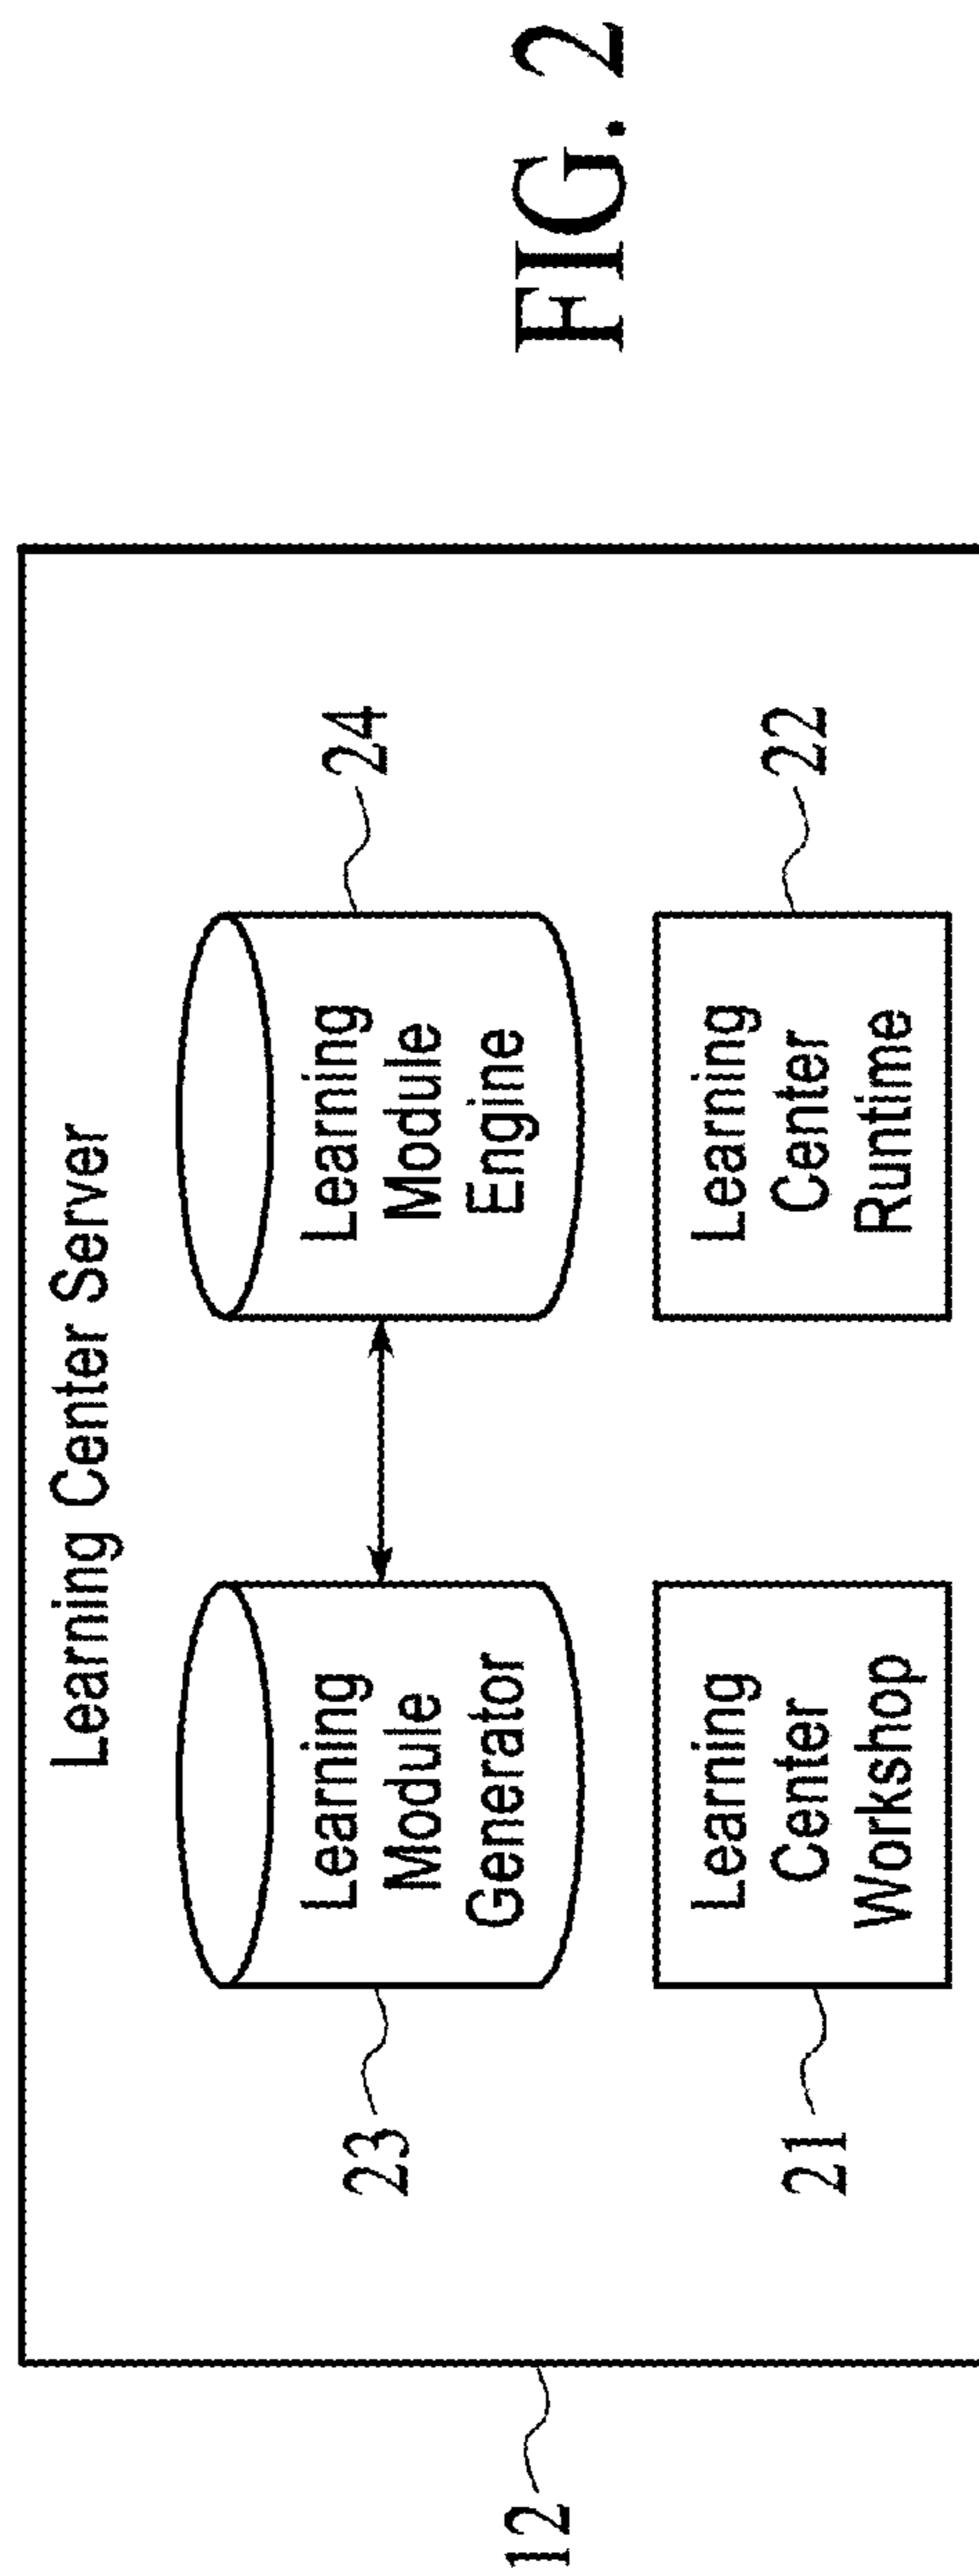 Learning Center Server
23
Learning
Module
Generator
Learning
Module
Engine
24
12
21
Learning
Center
Workshop
Learning
Center
Runtime
22
FIG. 2